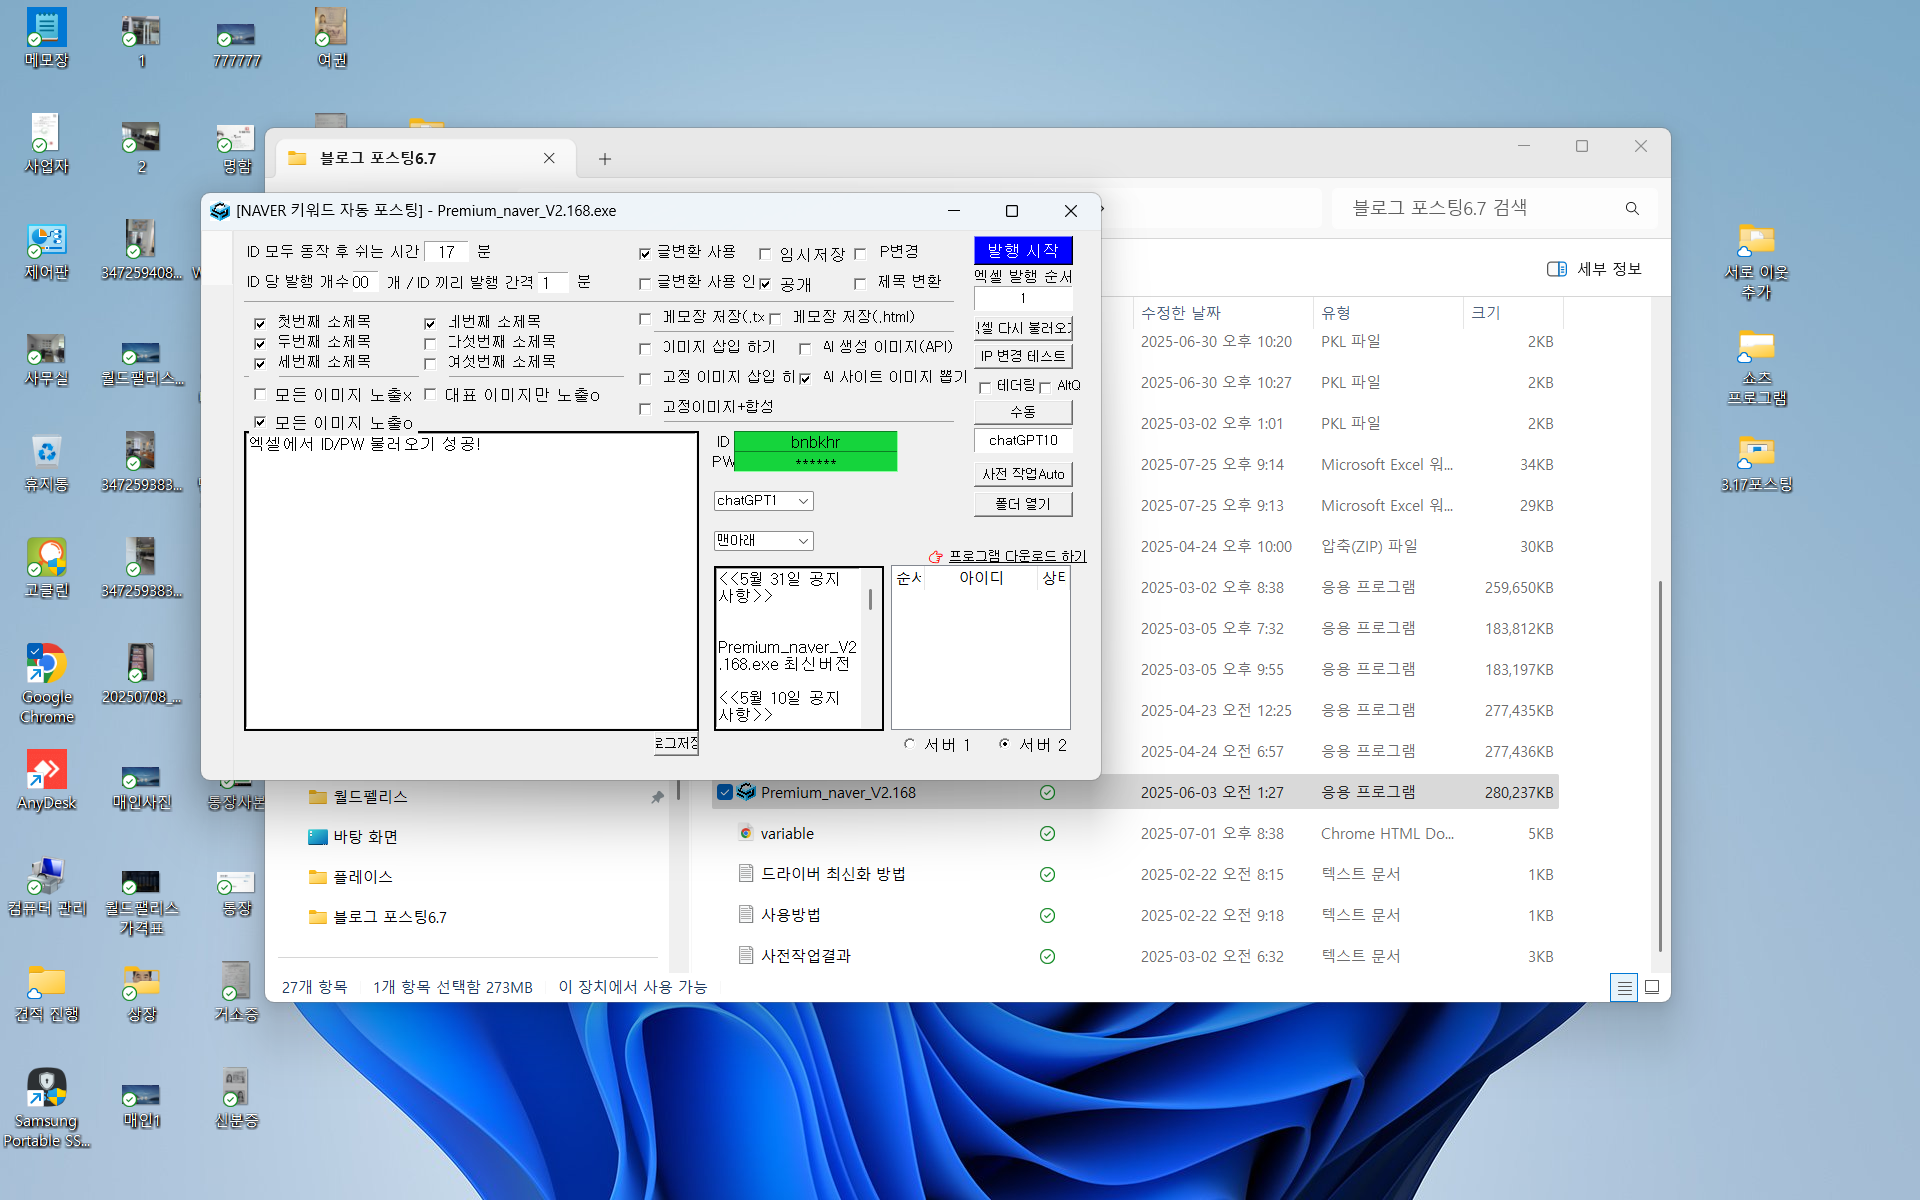 메모장
1
777777
여권
사업자
2
명함
제어판
347259408...
사무실
월드팰리스...
휴지통
347259383...
고클린
347259383...
Google
Chrome
20250708_...
AnyDesk
매인사진
통장사본
컴퓨터 관리
월드팰리스
가격표
통장
견적 진행
상장
거소증
Samsung
Portable SS...
매인1
신분증
서로 이웃
추가
쇼츠
프로그램
3.17포스팅
블로그 포스팅6.7
블로그 포스팅6.7 검색
세부 정보
수정한 날짜 유형 크기
2025-06-30 오후 10:20 PKL 파일 2KB
2025-06-30 오후 10:27 PKL 파일 2KB
2025-03-02 오후 1:01 PKL 파일 2KB
2025-07-25 오후 9:14 Microsoft Excel 워... 34KB
2025-07-25 오후 9:13 Microsoft Excel 워... 29KB
2025-04-24 오후 10:00 압축(ZIP) 파일 30KB
2025-03-02 오후 8:38 응용 프로그램 259,650KB
2025-03-05 오후 7:32 응용 프로그램 183,812KB
2025-03-05 오후 9:55 응용 프로그램 183,197KB
2025-04-23 오전 12:25 응용 프로그램 277,435KB
2025-04-24 오전 6:57 응용 프로그램 277,436KB
Premium_naver_V2.168 2025-06-03 오전 1:27 응용 프로그램 280,237KB
variable 2025-07-01 오후 8:38 Chrome HTML Do... 5KB
드라이버 최신화 방법 2025-02-22 오후 8:15 텍스트 문서 1KB
사용방법 2025-02-22 오전 9:18 텍스트 문서 1KB
사전작업결과 2025-03-02 오전 6:32 텍스트 문서 3KB
월드펠리스
바탕 화면
플레이스
블로그 포스팅6.7
27개 항목 1개 항목 선택함 273MB 이 장치에서 사용 가능
[NAVER 키워드 자동 포스팅] - Premium_naver_V2.168.exe
ID 모두 동작 후 쉬는 시간 17 분
ID 당 발행 개수 00 개 / ID 끼리 발행 간격 1 분
첫번째 소제목 네번째 소제목
두번째 소제목 다섯번째 소제목
세번째 소제목 여섯번째 소제목
모든 이미지 노출x 대표 이미지만 노출o
모든 이미지 노출o
글변환 사용 임시저장 P변경
글변환 사용 인 공개 제목 변환
메모장 저장(.tx 메모장 저장(.html)
이미지 삽입 하기 AI 생성 이미지(API)
고정 이미지 삽입 하 AI 사이트 이미지 뽑기
고정이미지+합성
발행 시작
엑셀 발행 순서
1
엑셀 다시 불러오기
IP 변경 테스트
테더링 AltQ
수동
chatGPT10
사전 작업Auto
폴더 열기
엑셀에서 ID/PW 불러오기 성공!
ID bnbkhr
PW ******
chatGPT1
맨아래
프로그램 다운로드 하기
<<5월 31일 공지
사항>>
Premium_naver_V2
.168.exe 최신버전
<<5월 10일 공지
사항>>
순서 아이디 상태
로그저장
서버 1 서버 2